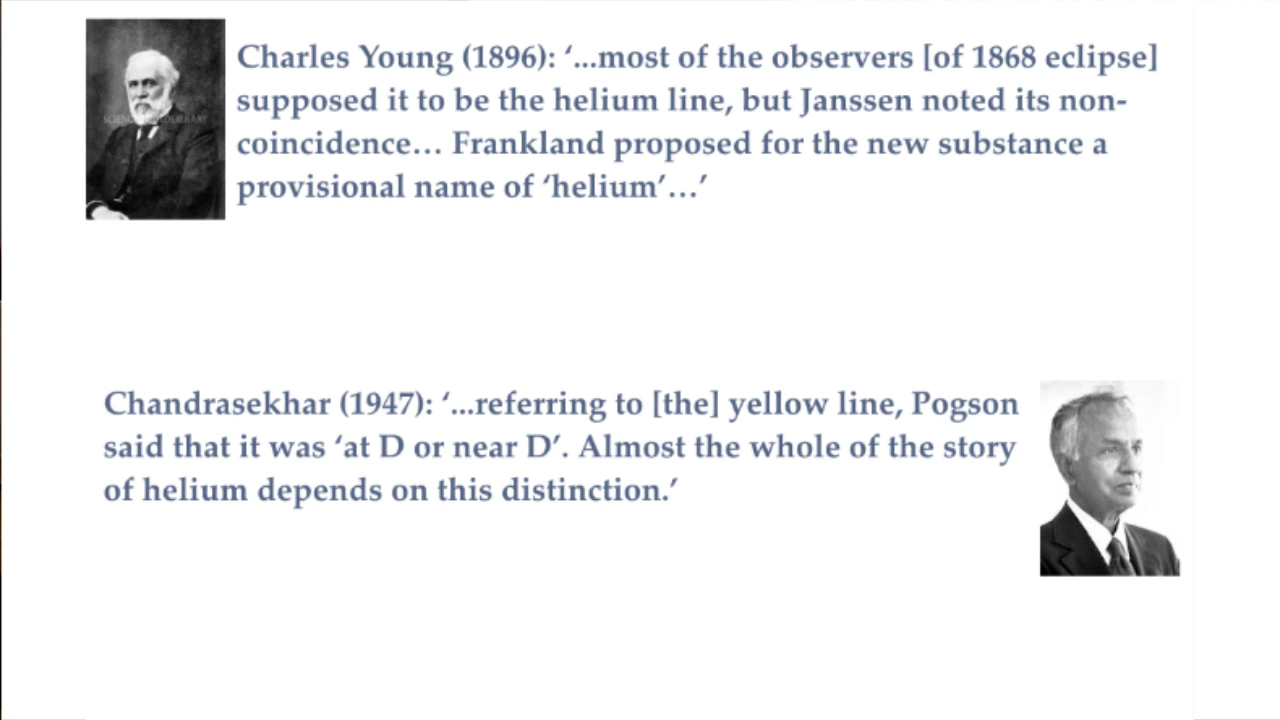 Charles Young (1896): ‘...most of the observers [of 1868 eclipse]
supposed it to be the helium line, but Janssen noted its non-
coincidence… Frankland proposed for the new substance a
provisional name of ‘helium’…’
Chandrasekhar (1947): ‘...referring to [the] yellow line, Pogson
said that it was ‘at D or near D’. Almost the whole of the story
of helium depends on this distinction.’